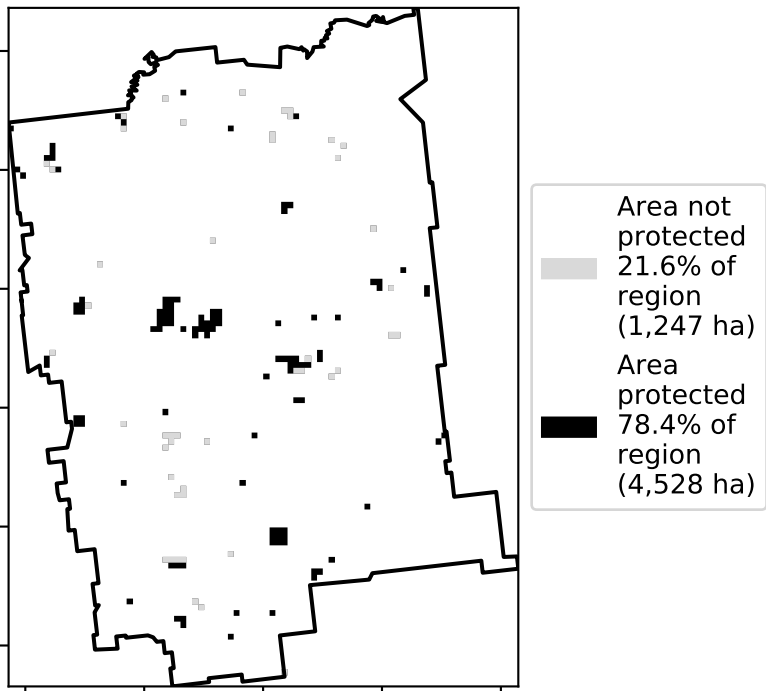 Area not
protected
21.6% of
region
(1,247 ha)
Area
protected
78.4% of
region
(4,528 ha)